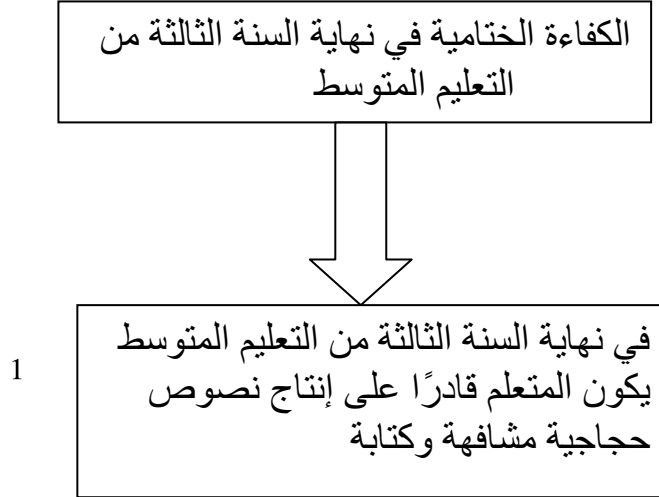 الكفاءة الختامية في نهاية السنة الثالثة من
التعليم المتوسط
في نهاية السنة الثالثة من التعليم المتوسط
يكون المتعلم قادرًا على إنتاج نصوص
حجاجية مشافهة وكتابة
1